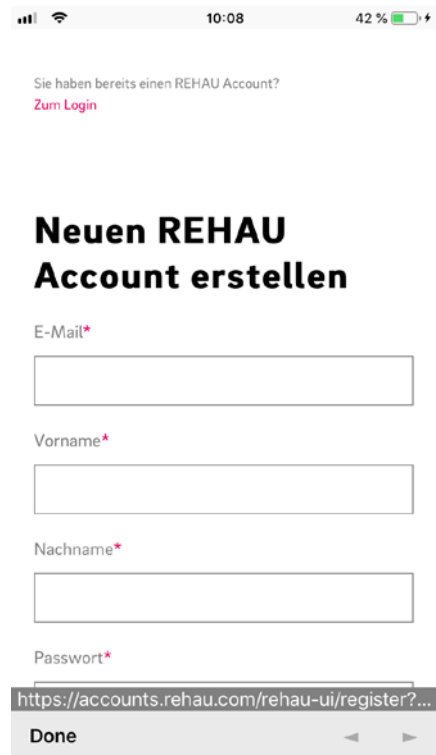 10:08
42 %
Sie haben bereits einen REHAU Account?
Zum Login
Neuen REHAU
Account erstellen
E-Mail*
Vorname*
Nachname*
Passwort*
https://accounts.rehau.com/rehau-ui/register?...
Done